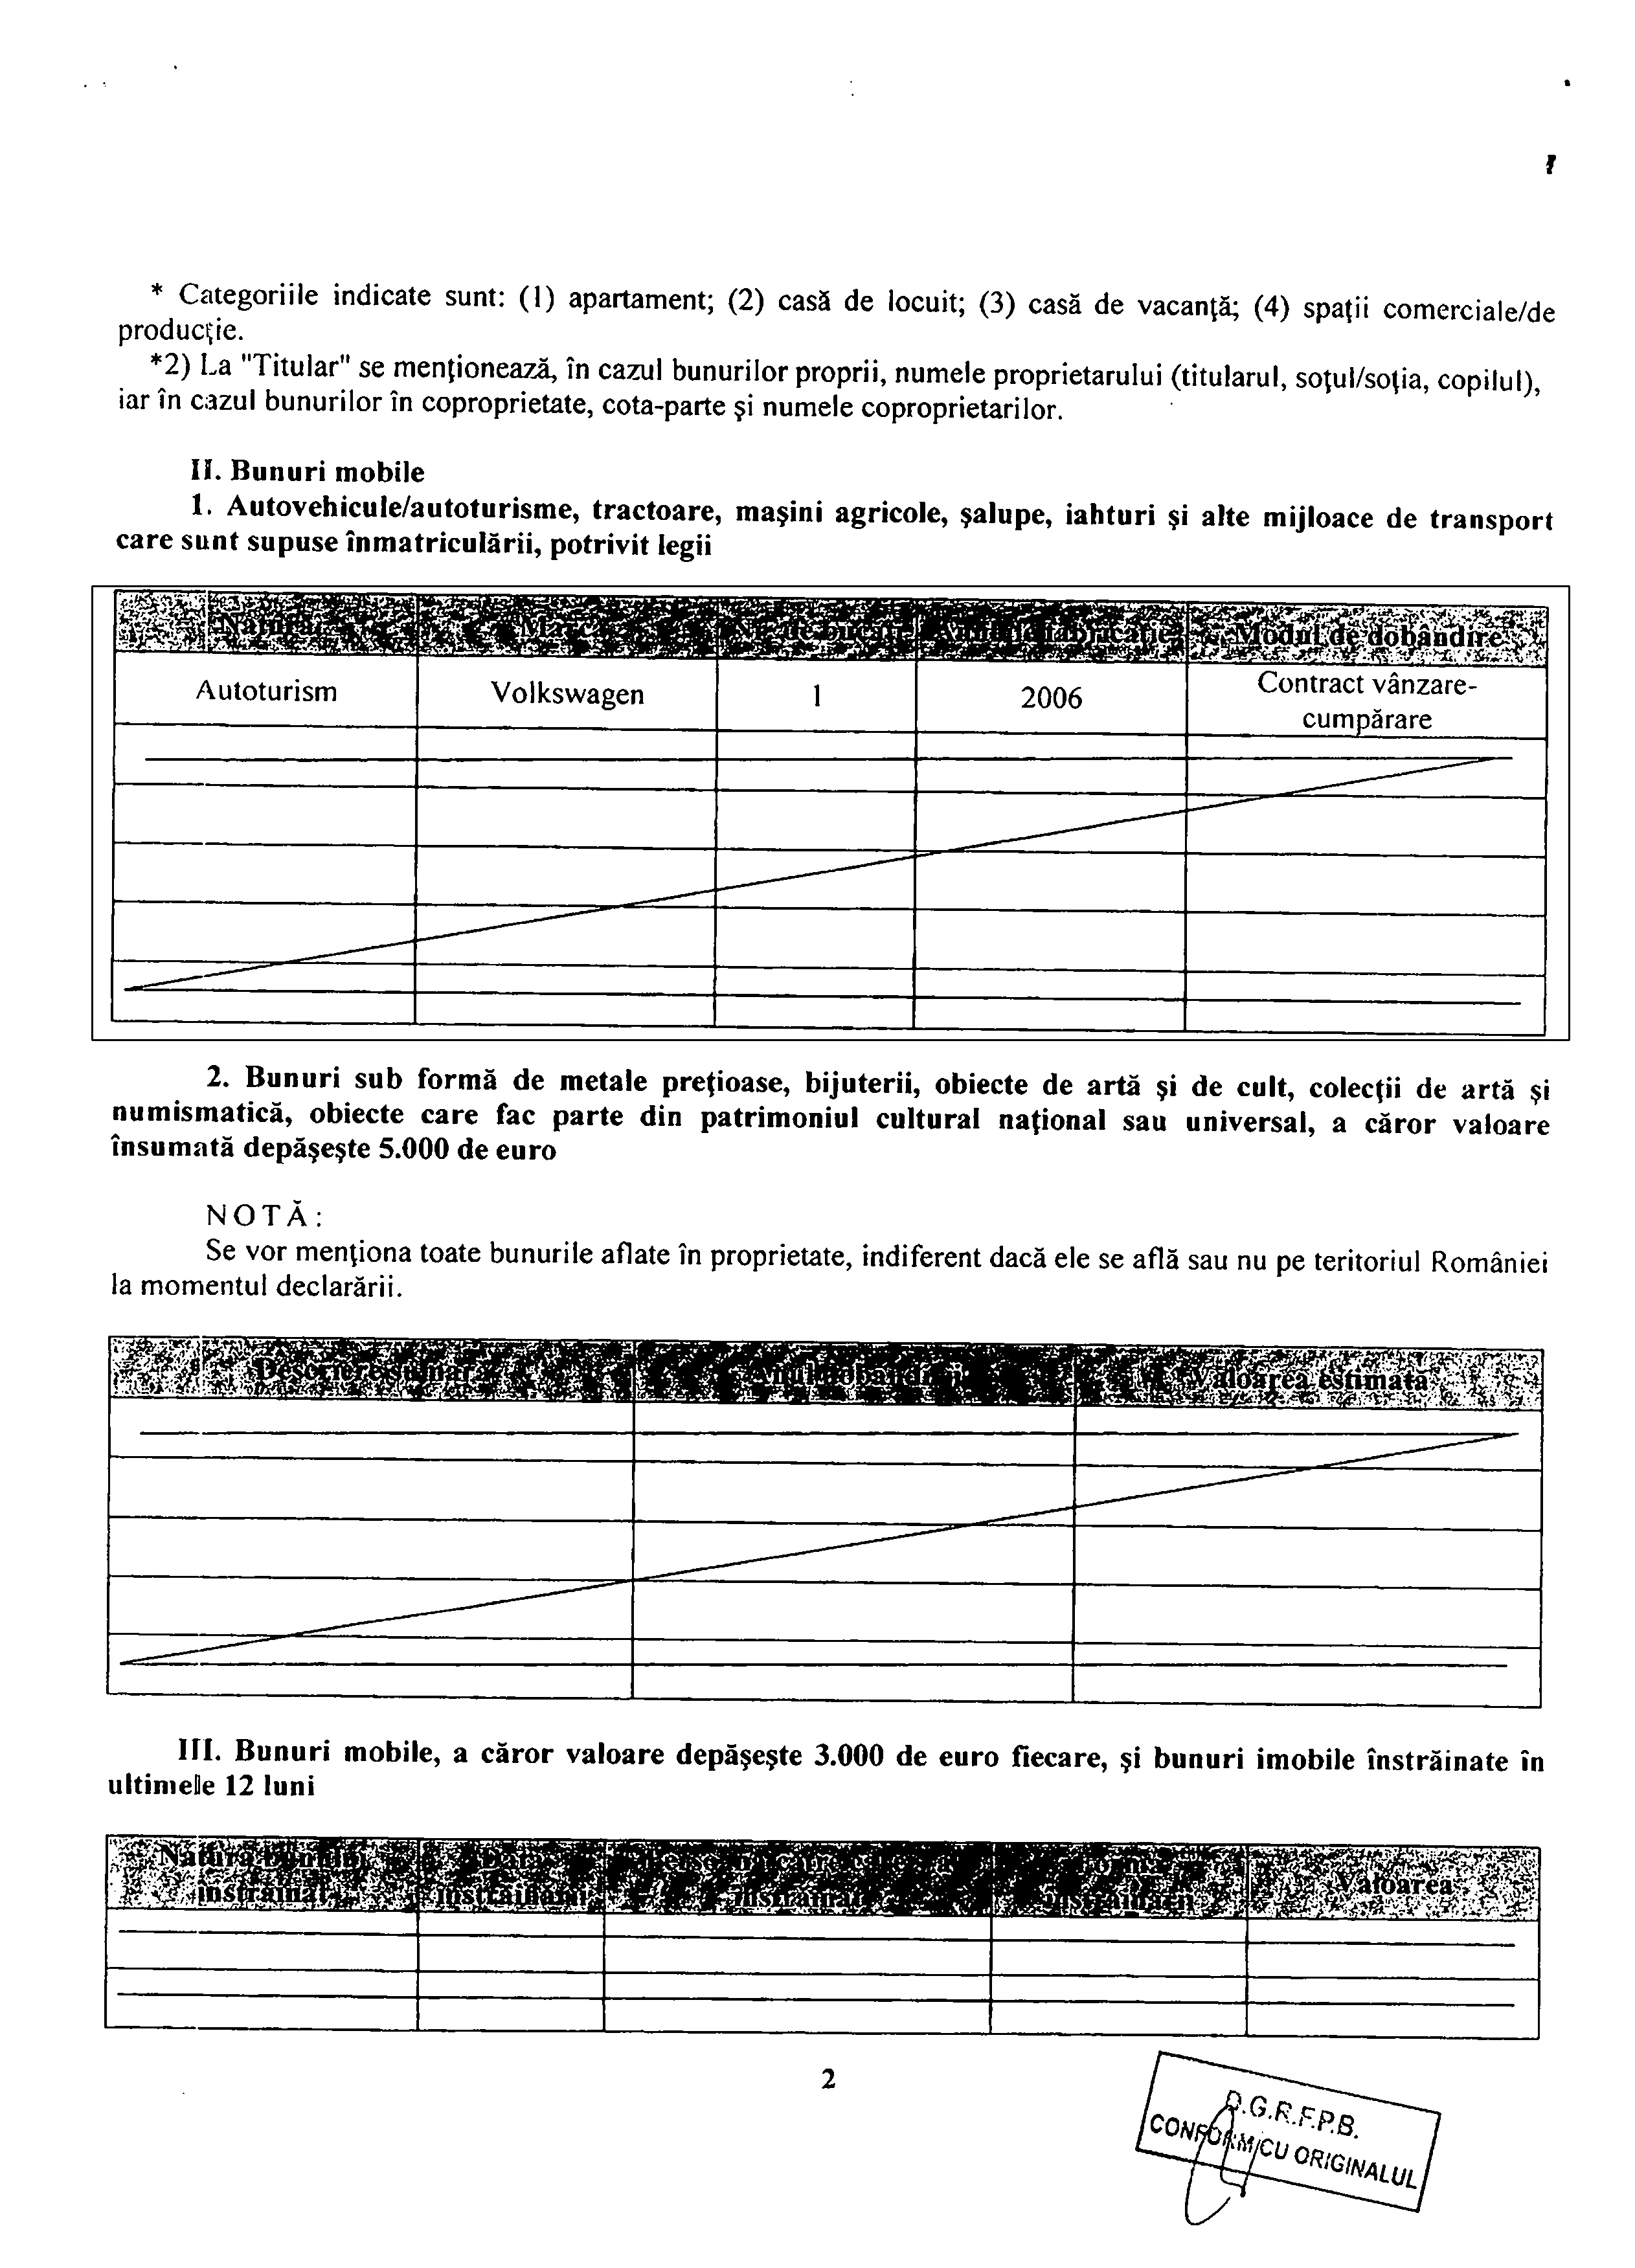 * Categoriile indicate sunt: (1) apartament; (2) casă de locuit; (3) casă de vacanţă; (4) spaţii comerciale/de
producţie.
*2) La "Titular" se menţionează, în cazul bunurilor proprii, numele proprietarului (titularul, soţul/soţia, copilul),
iar în cazul bunurilor în coproprietate, cota-parte şi numele coproprietarilor.
II. Bunuri mobile
1. Autovehicule/autoturisme, tractoare, maşini agricole, şalupe, iahturi şi alte mijloace de transport
care sunt supuse înmatriculării, potrivit legii
Natura Marca Nr. de bucăţi Anul de fabricaţie Modul de dobândire
Autoturism Volkswagen 1 2006 Contract vânzare-
cumpărare
2. Bunuri sub formă de metale preţioase, bijuterii, obiecte de artă şi de cult, colecţii de artă şi
numismatică, obiecte care fac parte din patrimoniul cultural naţional sau universal, a căror valoare
însumată depăşeşte 5.000 de euro
NOTĂ:
Se vor menţiona toate bunurile aflate în proprietate, indiferent dacă ele se află sau nu pe teritoriul României
la momentul declarării.
Descriere sumară Anul dobândirii Valoarea estimată
III. Bunuri mobile, a căror valoare depăşeşte 3.000 de euro fiecare, şi bunuri imobile înstrăinate în
ultimele 12 luni
Natura bunului Data Persoana către care s-a Forma Valoarea
înstrăinat înstrăinării înstrăinat înstrăinării
2
D.G.R.F.P.B.
CONFORM CU ORIGINALUL